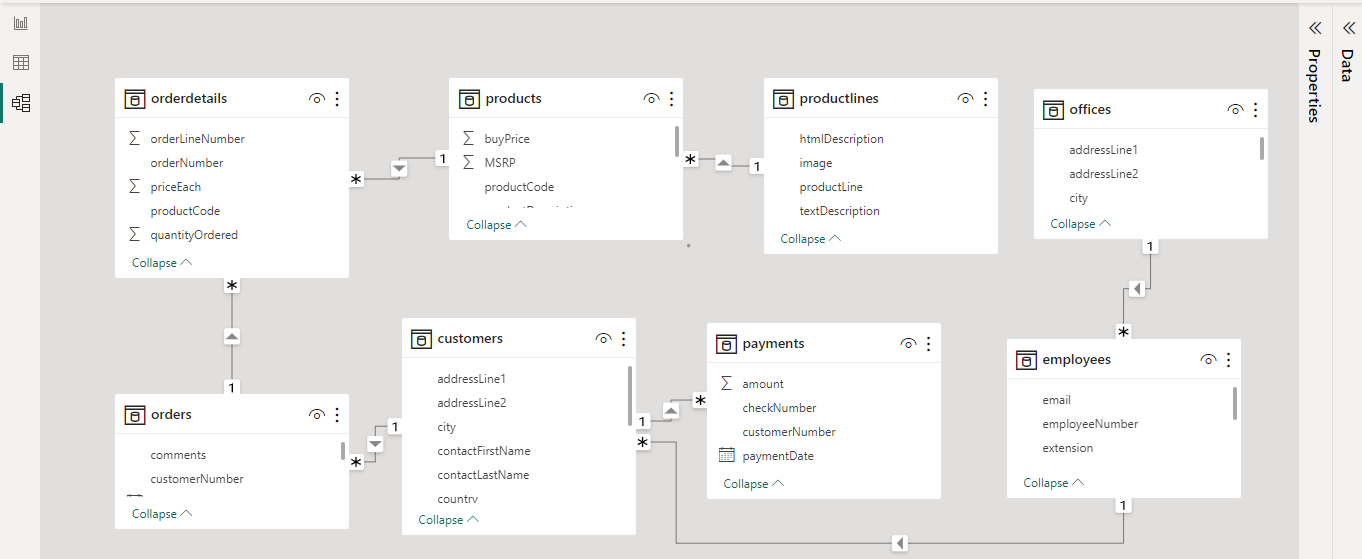 orderdetails
orderLineNumber
orderNumber
priceEach
productCode
quantityOrdered
Collapse
products
buyPrice
MSRP
productCode
Collapse
productlines
htmlDescription
image
productLine
textDescription
Collapse
offices
addressLine1
addressLine2
city
Collapse
orders
comments
customerNumber
Collapse
customers
addressLine1
addressLine2
city
contactFirstName
contactLastName
country
Collapse
payments
amount
checkNumber
customerNumber
paymentDate
Collapse
employees
email
employeeNumber
extension
Collapse
*
1
*
1
*
1
*
1
1
*
*
1
*
1
Properties
Data